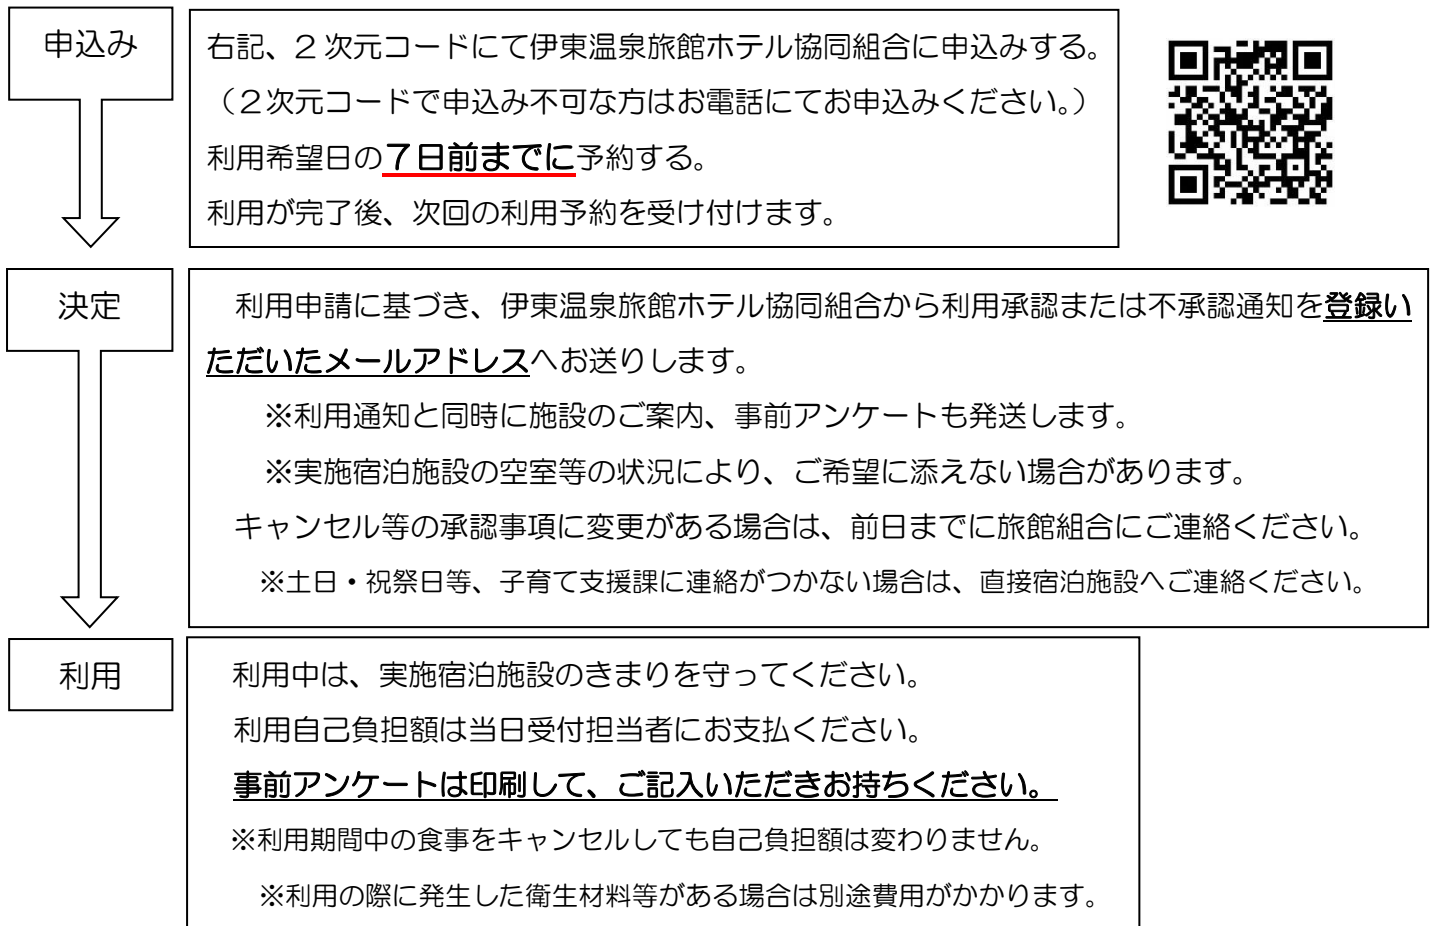 申込み
右記、2次元コードにて伊東温泉旅館ホテル協同組合に申込みする。
（２次元コードで申込み不可な方はお電話にてお申込みください。）
利用希望日の７日前までに予約する。
利用が完了後、次回の利用予約を受け付けます。
決定
利用申請に基づき、伊東温泉旅館ホテル協同組合から利用承認または不承認通知を登録い
ただいたメールアドレスへお送りします。
※利用通知と同時に施設のご案内、事前アンケートも発送します。
※実施宿泊施設の空室等の状況により、ご希望に添えない場合があります。
キャンセル等の承認事項に変更がある場合は、前日までに旅館組合にご連絡ください。
※土日・祝祭日等、子育て支援課に連絡がつかない場合は、直接宿泊施設へご連絡ください。
利用
利用中は、実施宿泊施設のきまりを守ってください。
利用自己負担額は当日受付担当者にお支払ください。
事前アンケートは印刷して、ご記入いただきお持ちください。
※利用期間中の食事をキャンセルしても自己負担額は変わりません。
※利用の際に発生した衛生材料等がある場合は別途費用がかかります。